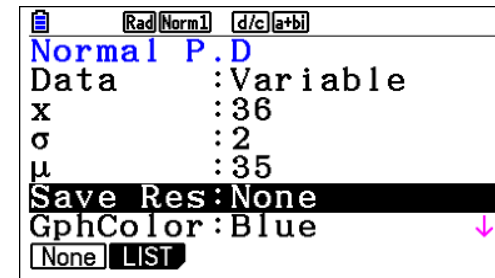 Rad Norm1 d/c a+bi
Normal P.D
Data :Variable
x :36
σ :2
μ :35
Save Res:None
GphColor:Blue ↓
None LIST